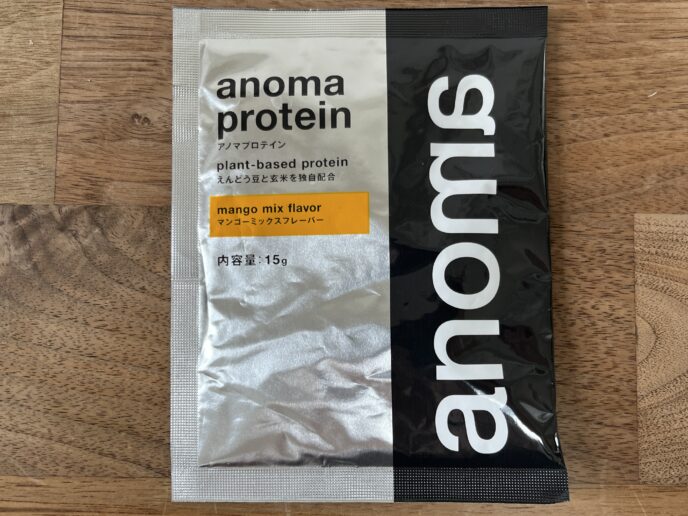 anoma
protein
アノマプロテイン
plant-based protein
えんどう豆と玄米を独自配合
mango mix flavor
マンゴーミックスフレーバー
内容量：15g
anoma